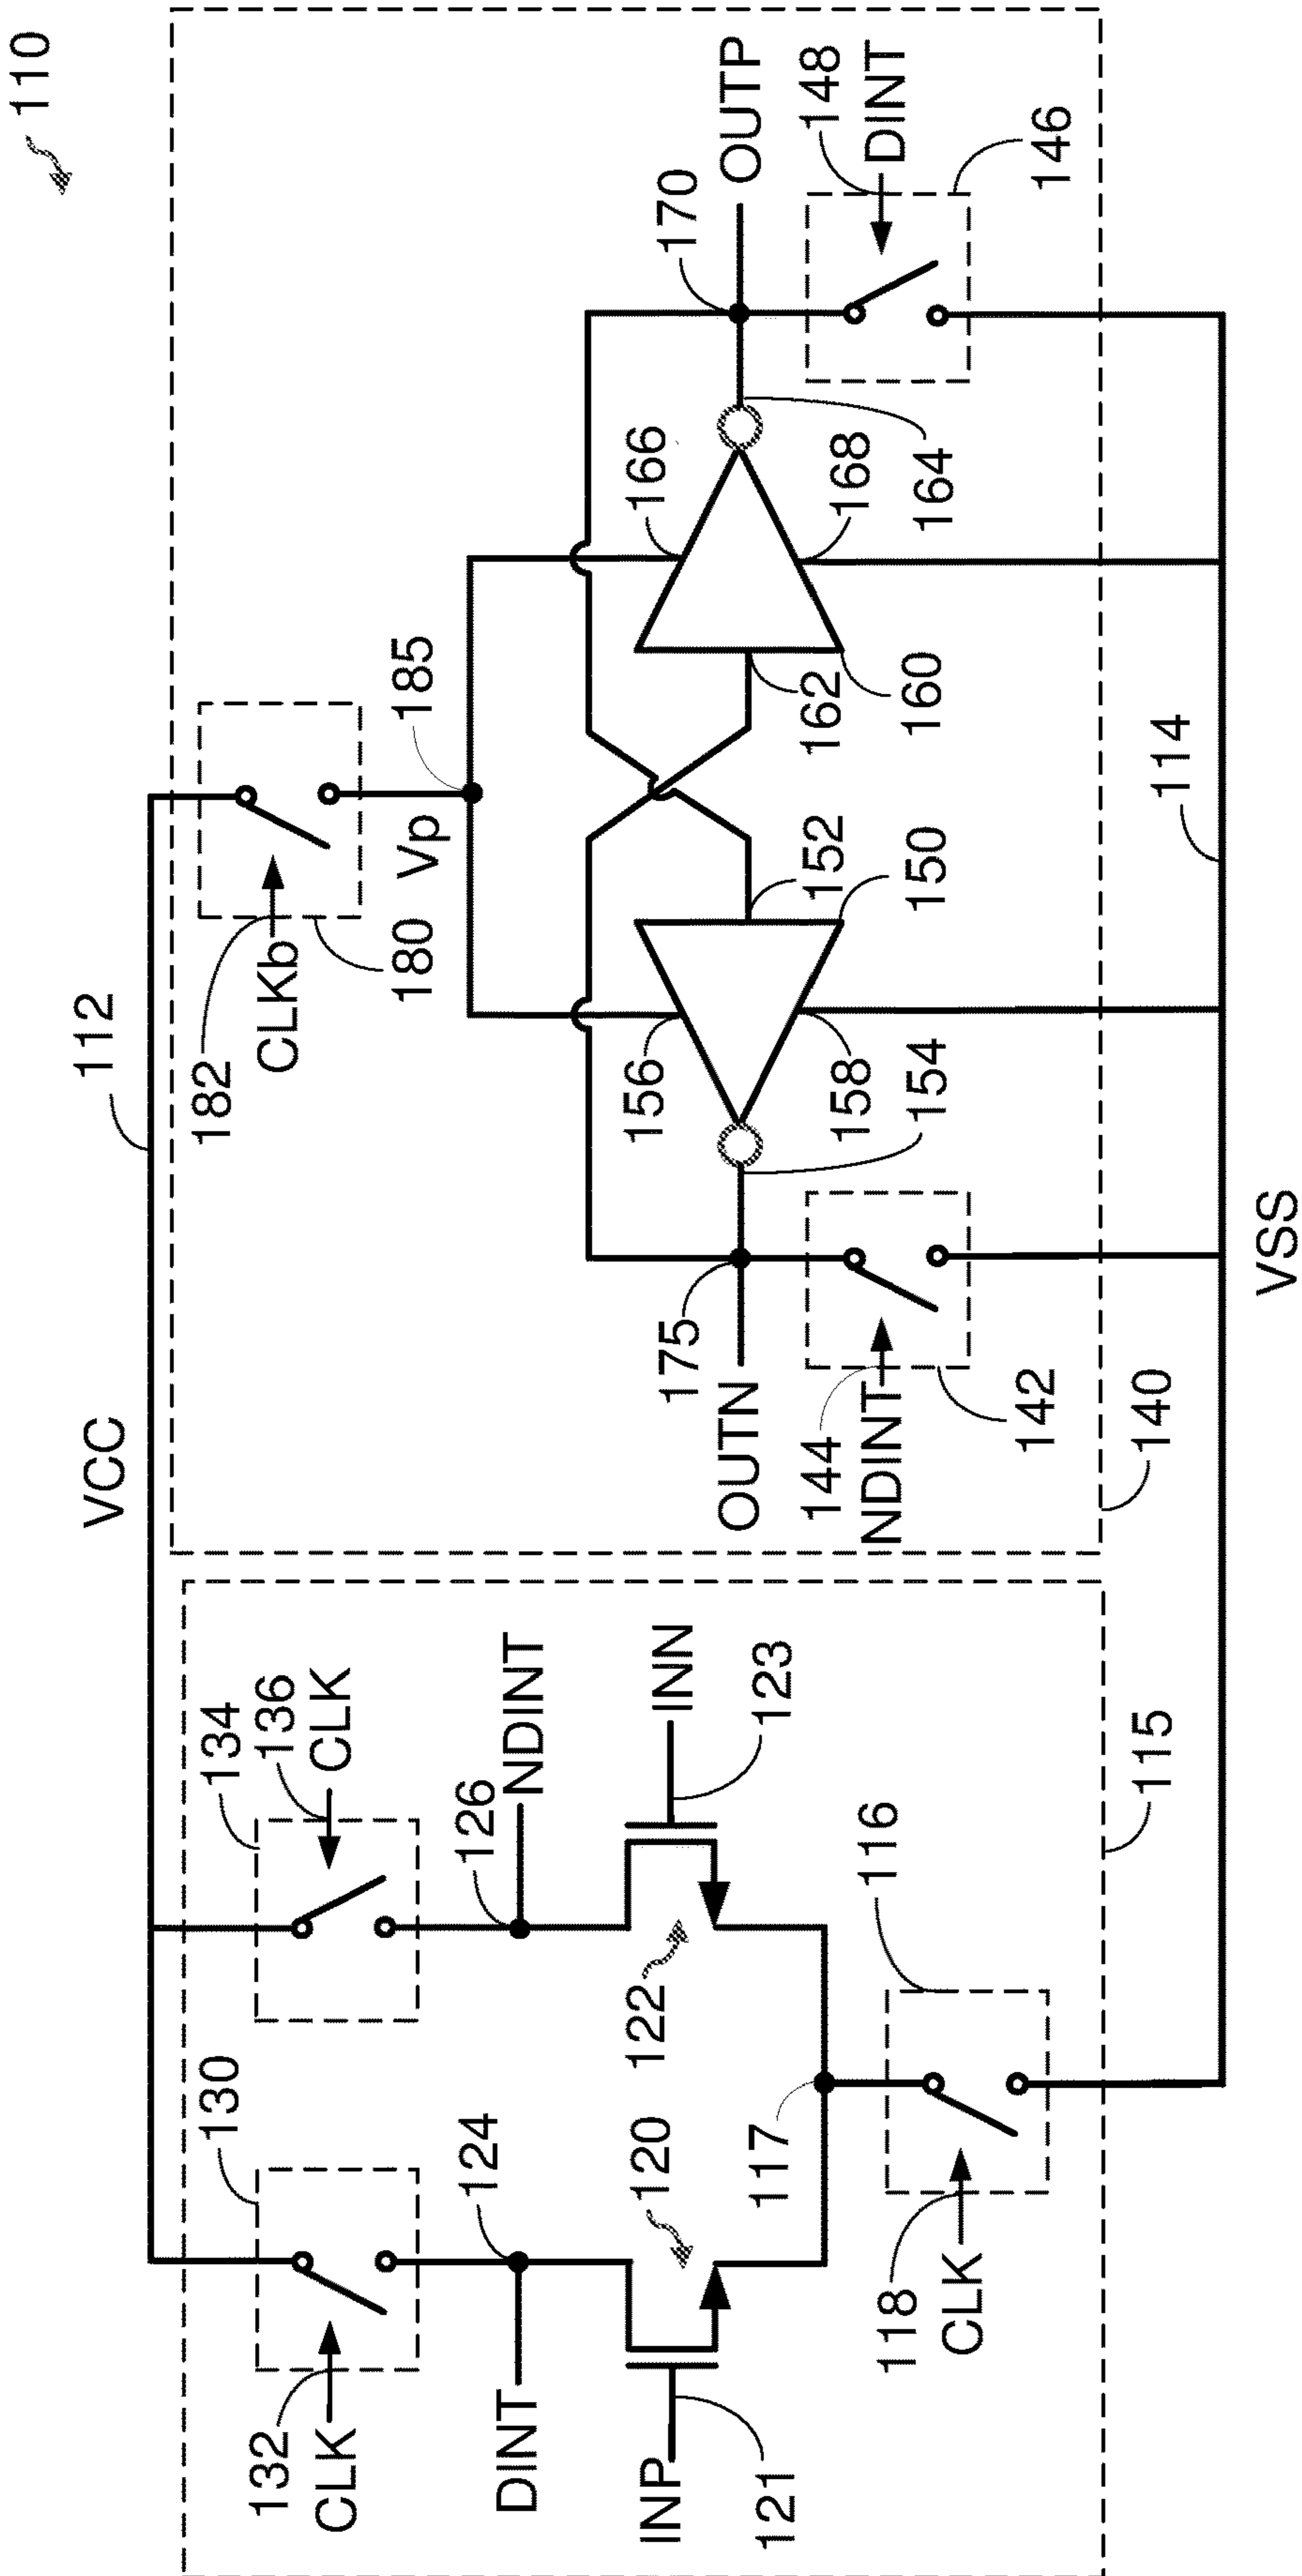 110
VCC
112
134
136
CLK
130
132
CLK
124
DINT
126
NDINT
INP
121
120
122
INN
123
117
116
118
CLK
115
182
CLKb
180
Vp
185
156
166
175
OUTN
170
OUTP
152
150
162
160
158
154
168
164
144
NDINT
142
148
DINT
146
140
114
VSS